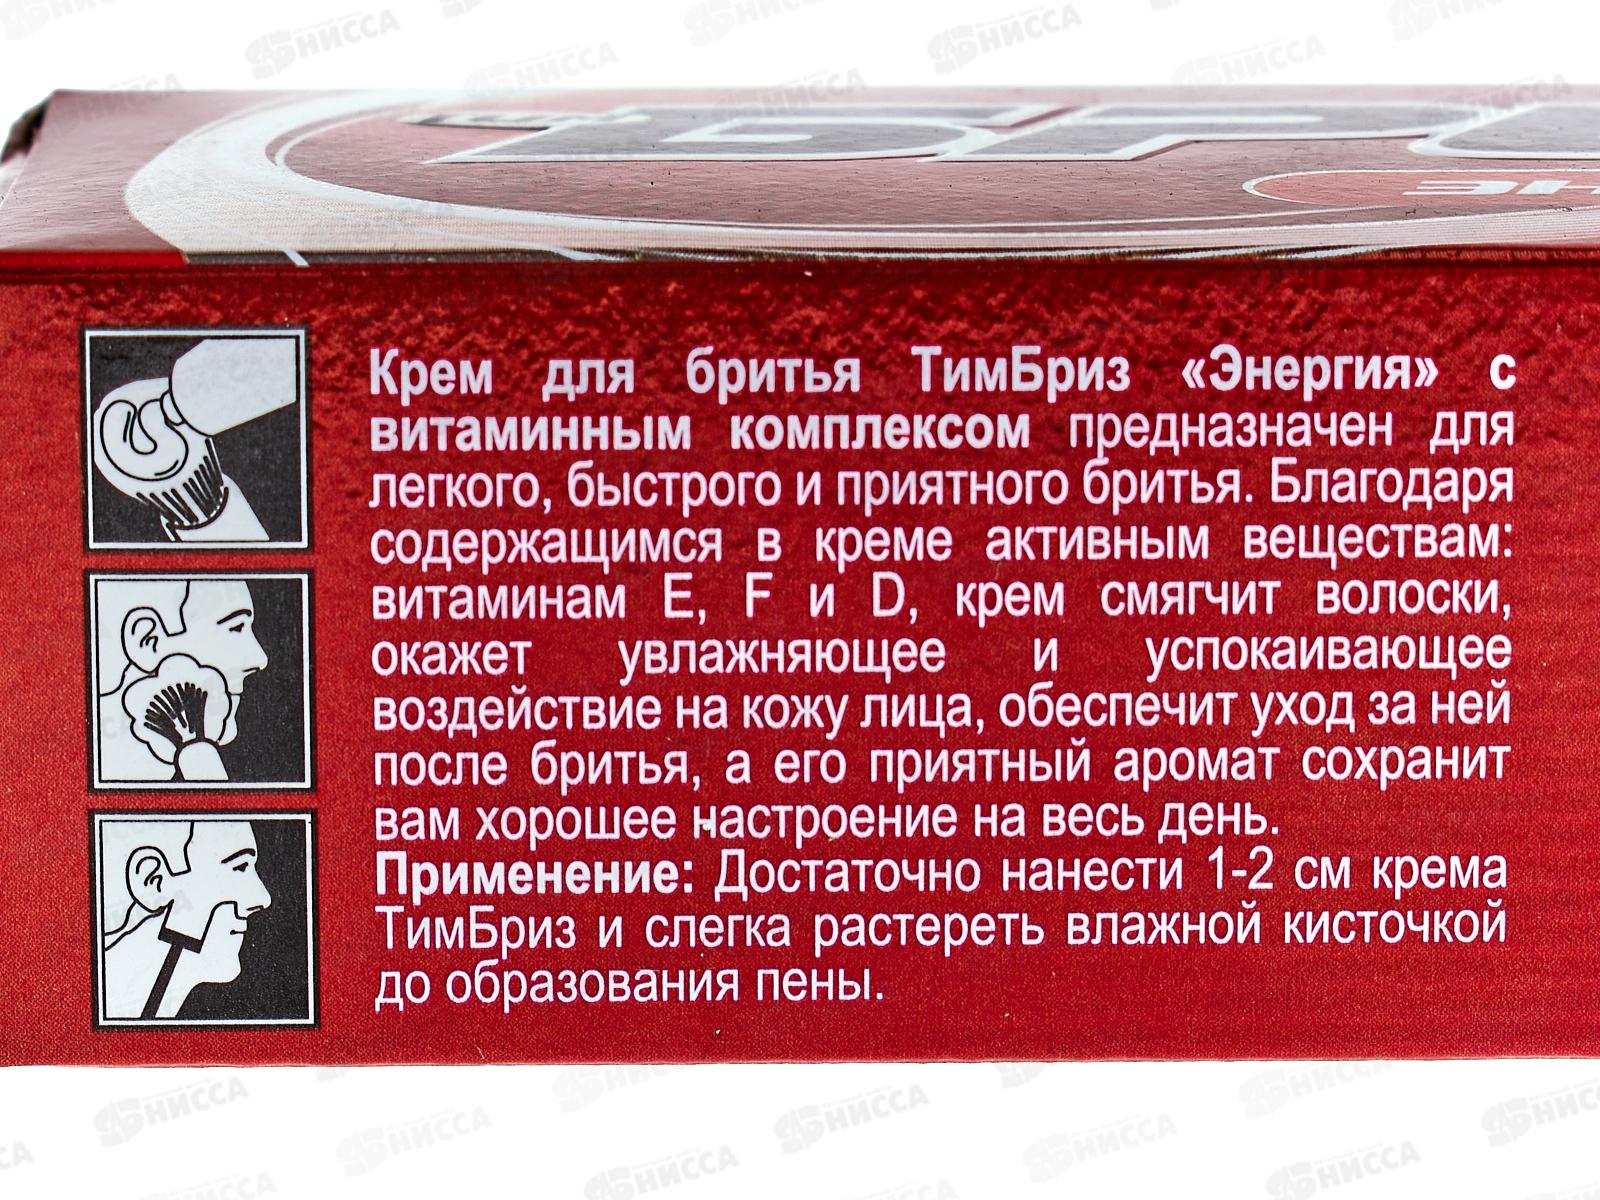 Крем для бритья ТимБриз «Энергия» с
витаминным комплексом предназначен для
легкого, быстрого и приятного бритья. Благодаря
содержащимся в креме активным веществам:
витаминам E, F и D, крем смягчит волоски,
окажет увлажняющее и успокаивающее
воздействие на кожу лица, обеспечит уход за ней
после бритья, а его приятный аромат сохранит
вам хорошее настроение на весь день.
Применение: Достаточно нанести 1-2 см крема
ТимБриз и слегка растереть влажной кисточкой
до образования пены.